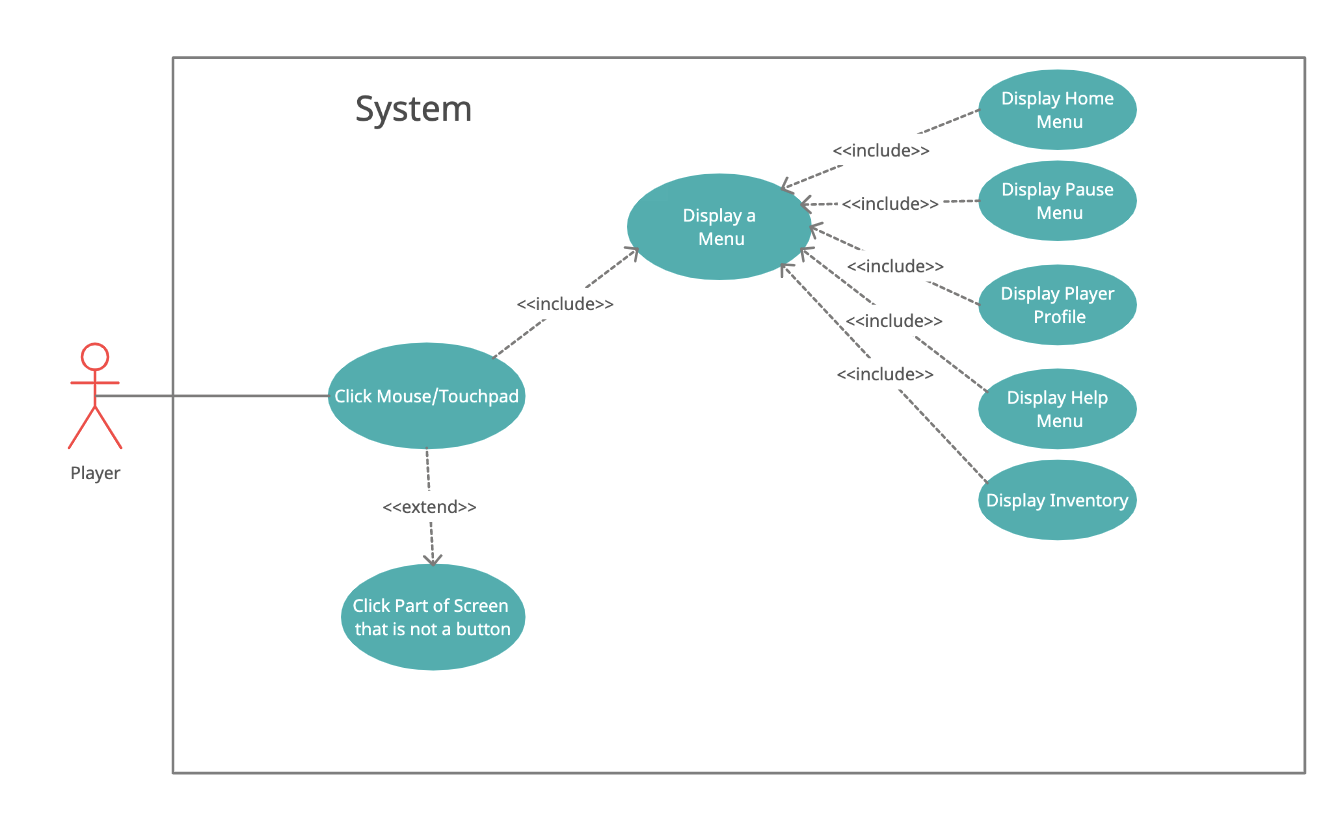 System
Display Home
Menu
<<include>>
Display Pause
Menu
<<include>>
Display a
Menu
<<include>>
Display Player
Profile
<<include>>
<<include>>
<<include>>
Display Help
Menu
Click Mouse/Touchpad
Player
Display Inventory
<<extend>>
Click Part of Screen
that is not a button